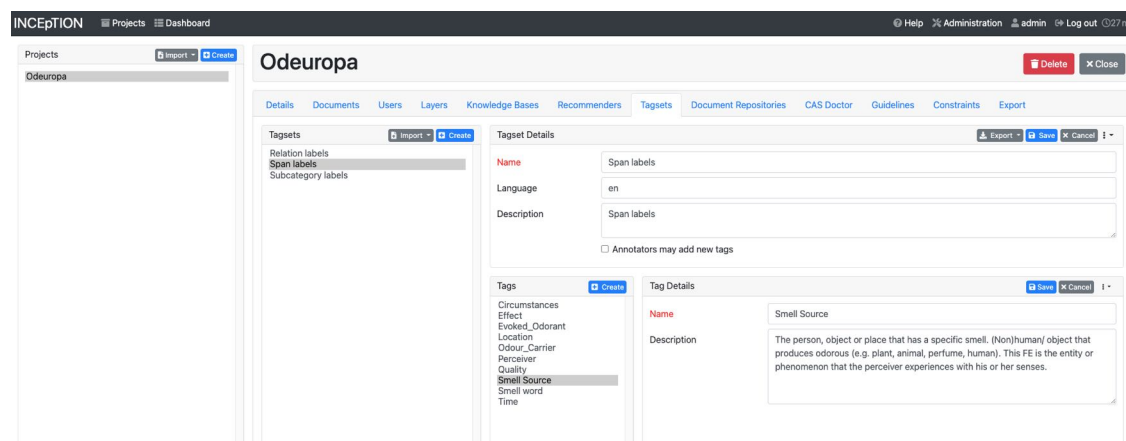 INCEpTION Projects Dashboard Help Administration admin Log out 27 m
Projects Import Create
Odeuropa
Odeuropa Delete Close
Details Documents Users Layers Knowledge Bases Recommenders Tagsets Document Repositories CAS Doctor Guidelines Constraints Export
Tagsets Import Create
Relation labels
Span labels
Subcategory labels
Tagset Details Export Save Cancel
Name Span labels
Language en
Description Span labels
Annotators may add new tags
Tags Create
Circumstances
Effect
Evoked_Odorant
Location
Odour_Carrier
Perceiver
Quality
Smell Source
Smell word
Time
Tag Details Save Cancel
Name Smell Source
Description The person, object or place that has a specific smell. (Non)human/ object that
produces odorous (e.g. plant, animal, perfume, human). This FE is the entity or
phenomenon that the perceiver experiences with his or her senses.